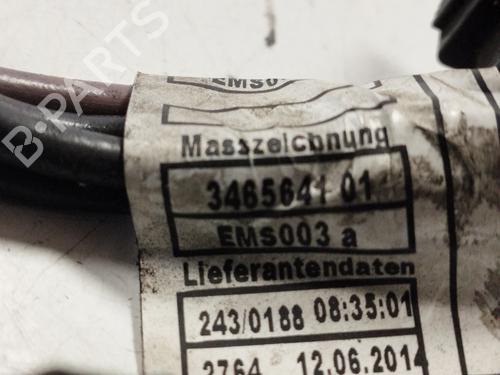 B-PARTS
EMS0
Masszeichnung
3465641 01
EMS003 a
Lieferantendaten
243/0188 08:35:01
2764 12.06.2014